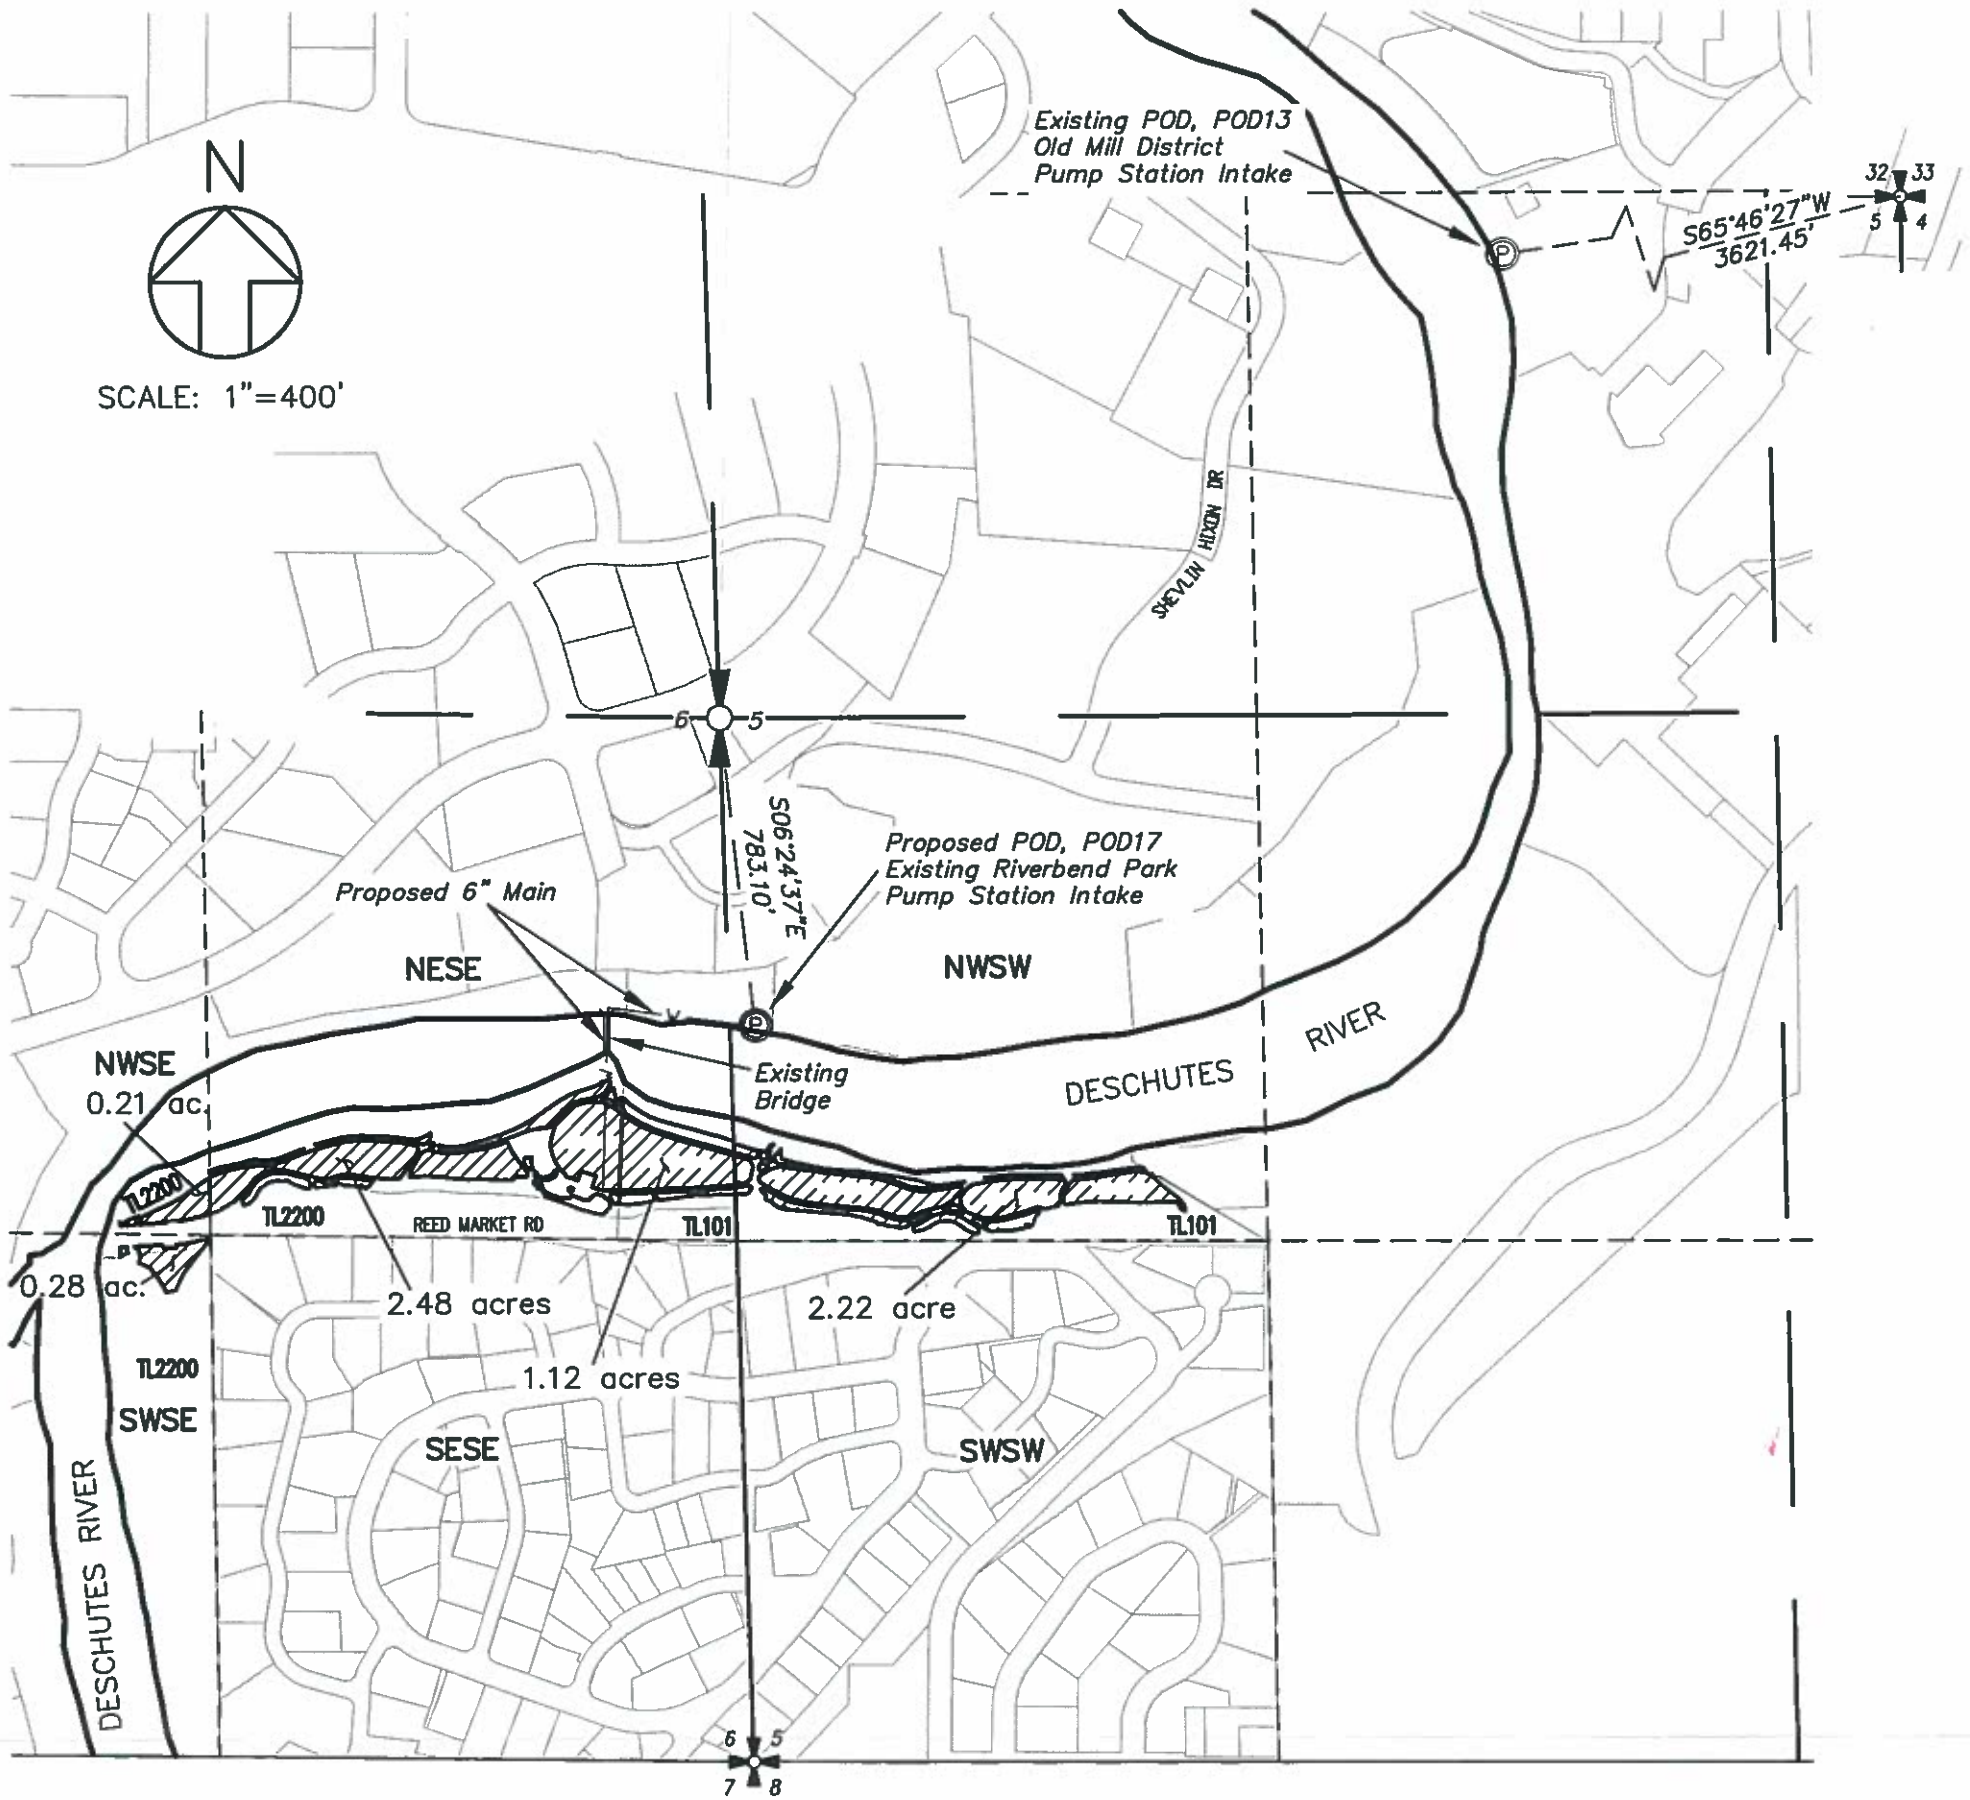 N
SCALE: 1"=400'
Existing POD, POD13
Old Mill District
Pump Station Intake
32 33
5 4
S65°46'27"W
3621.45'
SHEVLIN HIXON DR
6 5
S06°24'37"E
783.10'
Proposed POD, POD17
Existing Riverbend Park
Pump Station Intake
Proposed 6" Main
NESE
NWSW
P
P
Existing
Bridge
DESCHUTES RIVER
NWSE
0.21 ac.
TL2200
TL2200
REED MARKET RD
TL101
TL101
P
0.28 ac.
2.48 acres
1.12 acres
2.22 acre
TL2200
SWSE
SESE
SWSW
DESCHUTES RIVER
6 5
7 8